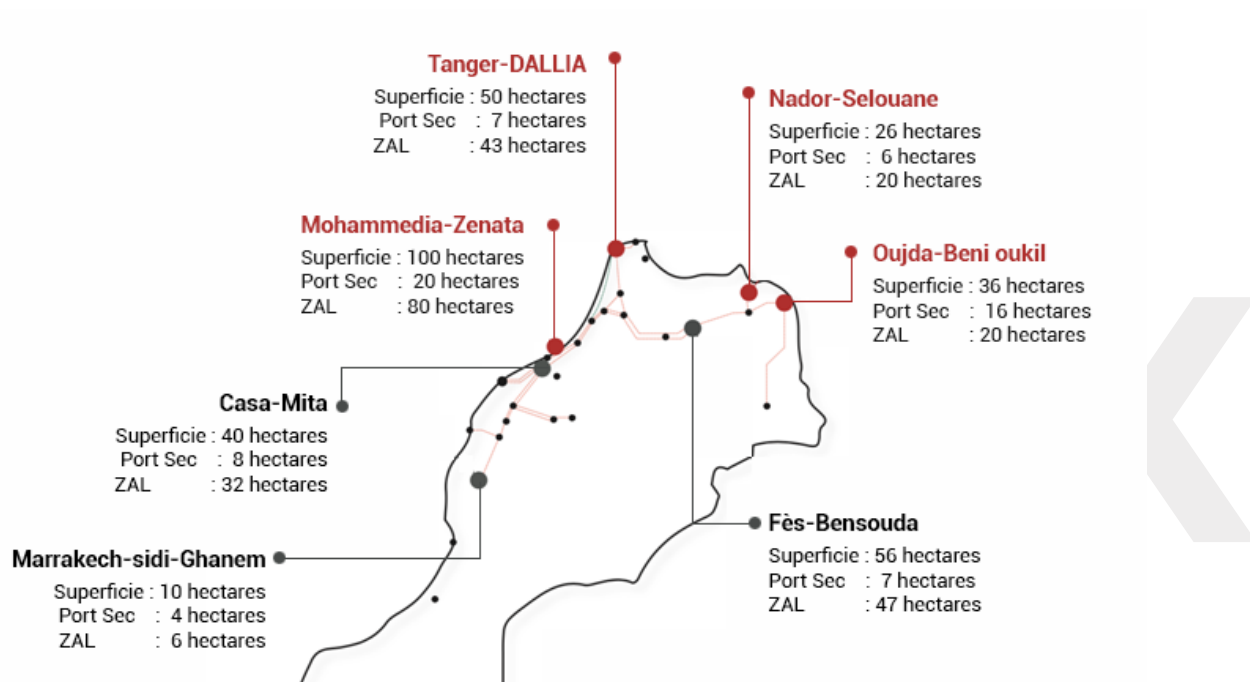 Tanger-DALLIA
Superficie : 50 hectares
Port Sec : 7 hectares
ZAL : 43 hectares
Nador-Selouane
Superficie : 26 hectares
Port Sec : 6 hectares
ZAL : 20 hectares
Mohammedia-Zenata
Superficie : 100 hectares
Port Sec : 20 hectares
ZAL : 80 hectares
Oujda-Beni oukil
Superficie : 36 hectares
Port Sec : 16 hectares
ZAL : 20 hectares
Casa-Mita
Superficie : 40 hectares
Port Sec : 8 hectares
ZAL : 32 hectares
Fès-Bensouda
Superficie : 56 hectares
Port Sec : 7 hectares
ZAL : 47 hectares
Marrakech-sidi-Ghanem
Superficie : 10 hectares
Port Sec : 4 hectares
ZAL : 6 hectares